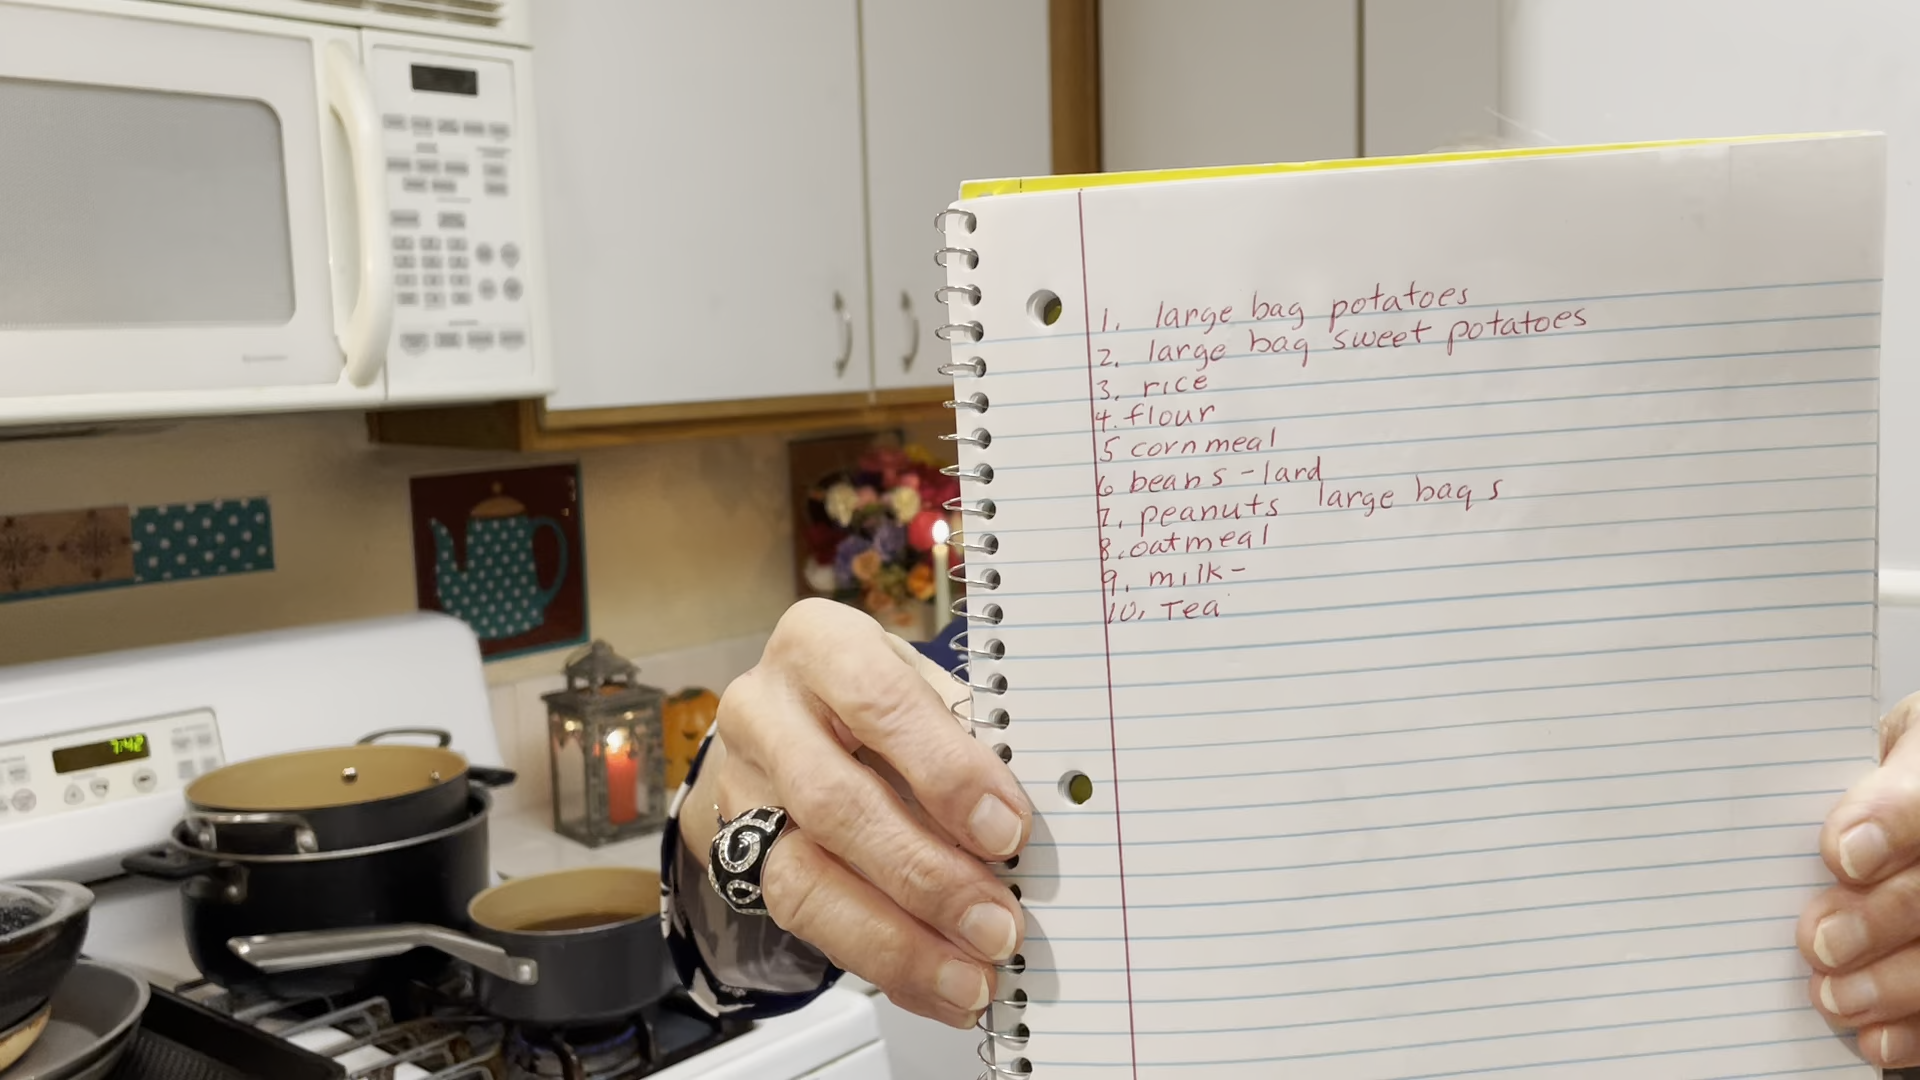 1. large bag potatoes
2. large bag sweet potatoes
3. rice
4. flour
5 cornmeal
6 beans - lard
7. peanuts large bags
8. oatmeal
9. milk -
10. Tea